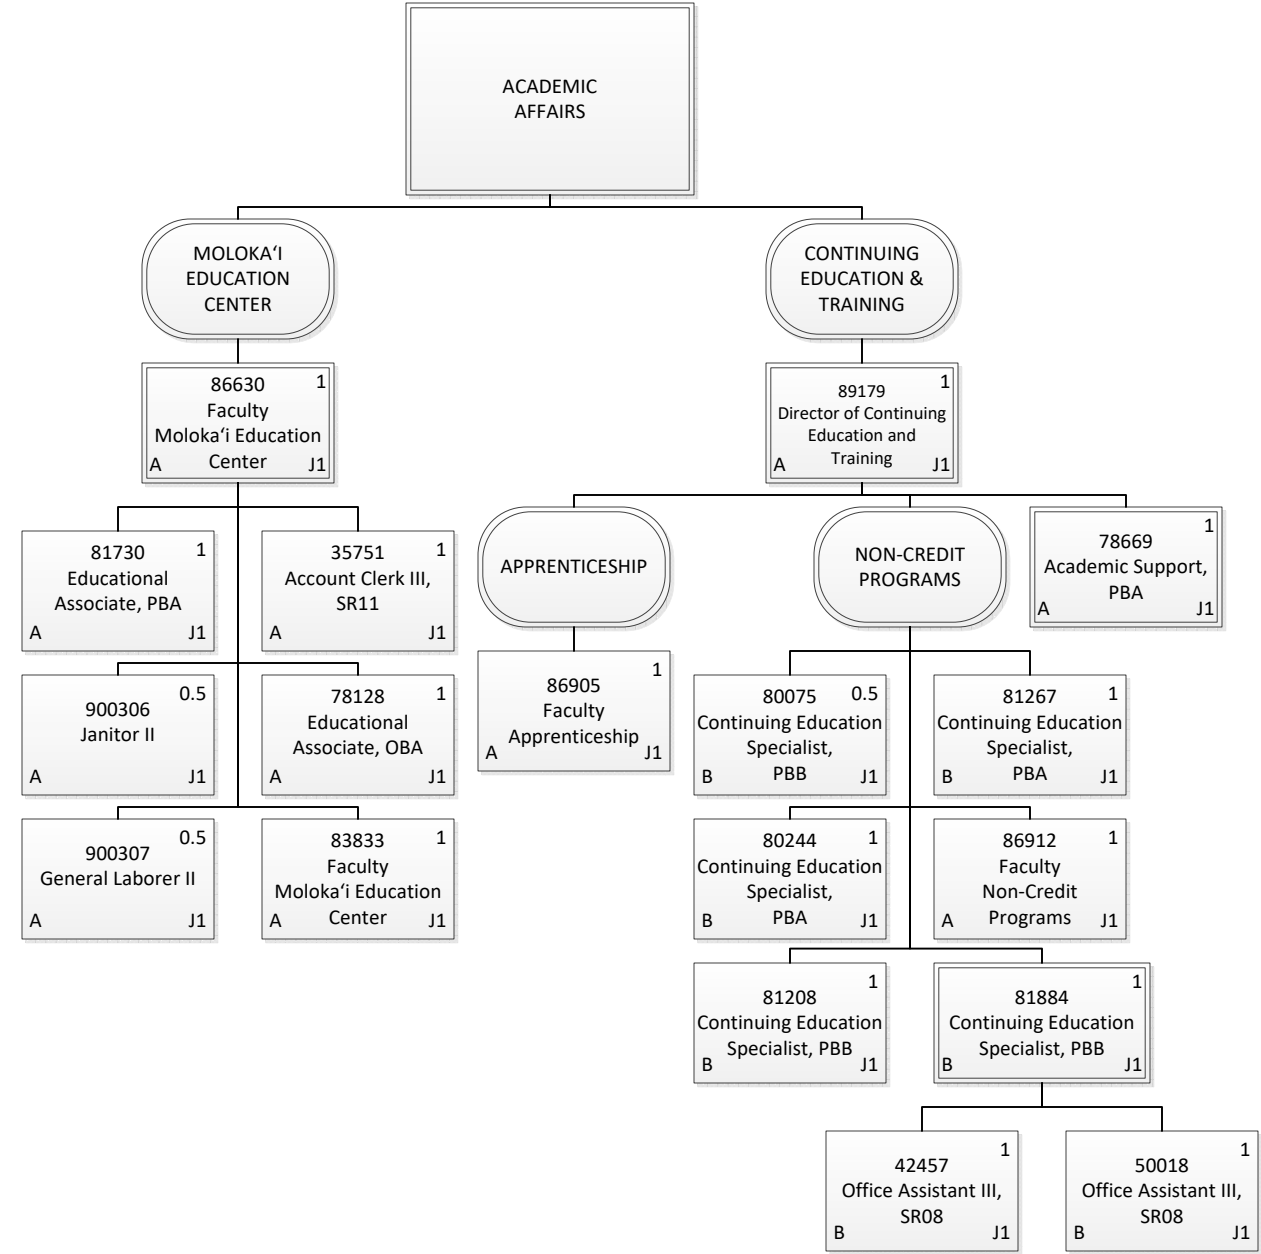 ACADEMIC
AFFAIRS
MOLOKAʻI
EDUCATION
CENTER
CONTINUING
EDUCATION &
TRAINING
86630
1
Faculty
Molokaʻi Education
Center
A
J1
89179
1
Director of Continuing
Education and
Training
A
J1
81730
1
Educational
Associate, PBA
A
J1
35751
1
Account Clerk III,
SR11
A
J1
APPRENTICESHIP
NON-CREDIT
PROGRAMS
1
78669
Academic Support,
PBA
A
J1
0.5
900306
Janitor II
A
J1
78128
1
Educational
Associate, OBA
A
J1
1
86905
Faculty
Apprenticeship
A
J1
80075
0.5
Continuing Education
Specialist,
PBB
B
J1
81267
1
Continuing Education
Specialist,
PBA
B
J1
0.5
900307
General Laborer II
A
J1
83833
1
Faculty
Molokaʻi Education
Center
A
J1
80244
1
Continuing Education
Specialist,
PBA
B
J1
86912
1
Faculty
Non-Credit
Programs
A
J1
1
81208
Continuing Education
Specialist, PBB
B
J1
1
81884
Continuing Education
Specialist, PBB
B
J1
1
42457
Office Assistant III,
SR08
B
J1
1
50018
Office Assistant III,
SR08
B
J1